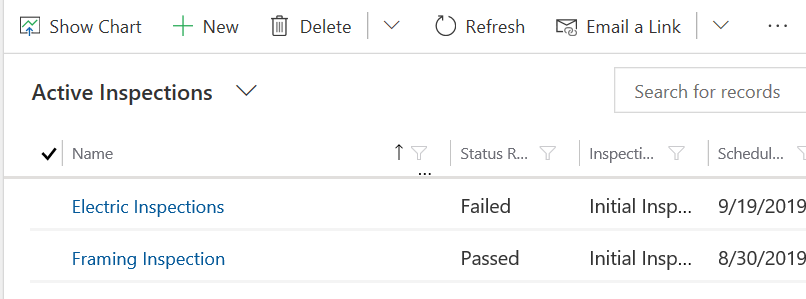 Show Chart New Delete Refresh Email a Link ...
Active Inspections Search for records
Name Status R... Inspecti... Schedul...
...
Electric Inspections Failed Initial Insp... 9/19/2019
Framing Inspection Passed Initial Insp... 8/30/2019